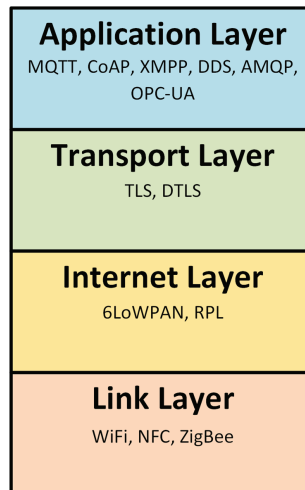 Application Layer
MQTT, CoAP, XMPP, DDS, AMQP,
OPC-UA
Transport Layer
TLS, DTLS
Internet Layer
6LoWPAN, RPL
Link Layer
WiFi, NFC, ZigBee